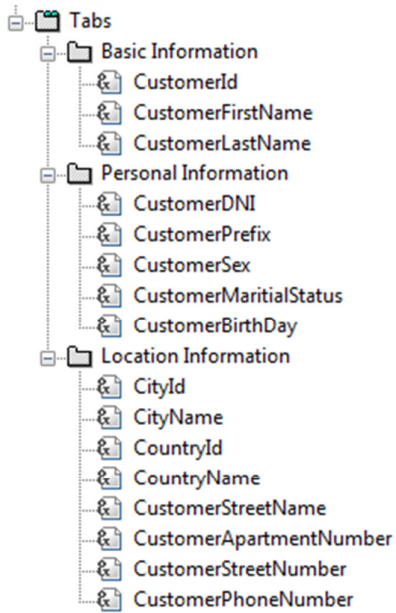 Tabs
Basic Information
CustomerId
CustomerFirstName
CustomerLastName
Personal Information
CustomerDNI
CustomerPrefix
CustomerSex
CustomerMaritialStatus
CustomerBirthDay
Location Information
CityId
CityName
CountryId
CountryName
CustomerStreetName
CustomerApartmentNumber
CustomerStreetNumber
CustomerPhoneNumber